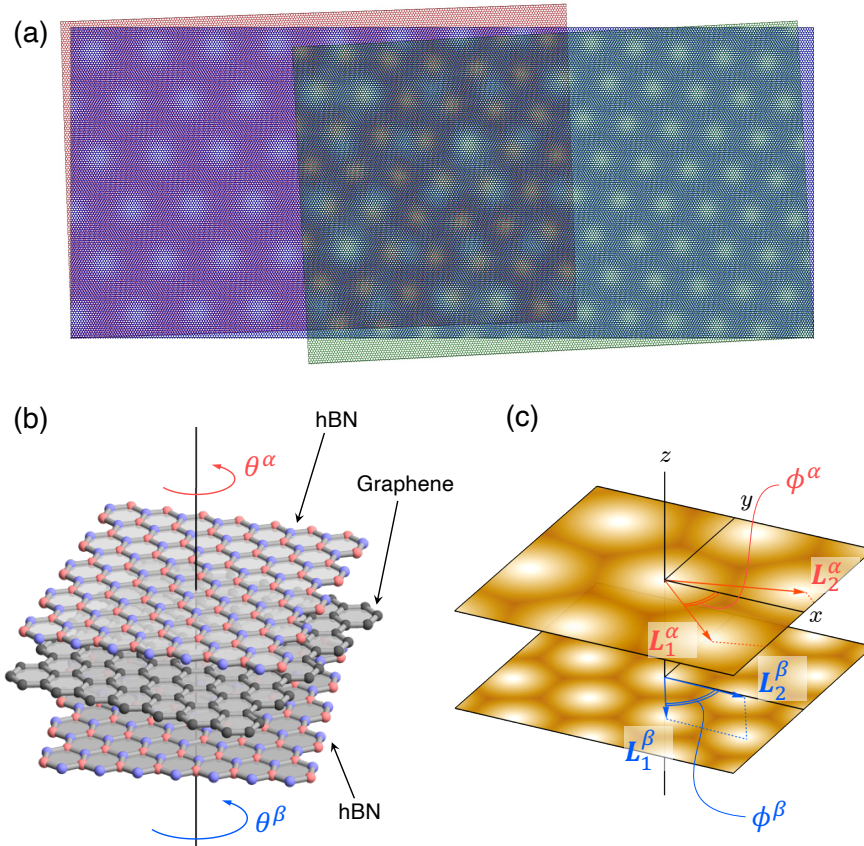 (a)
(b)
hBN
θ^α
Graphene
hBN
θ^β
(c)
z
ϕ^α
y
L_2^α
x
L_1^α
L_2^β
L_1^β
ϕ^β